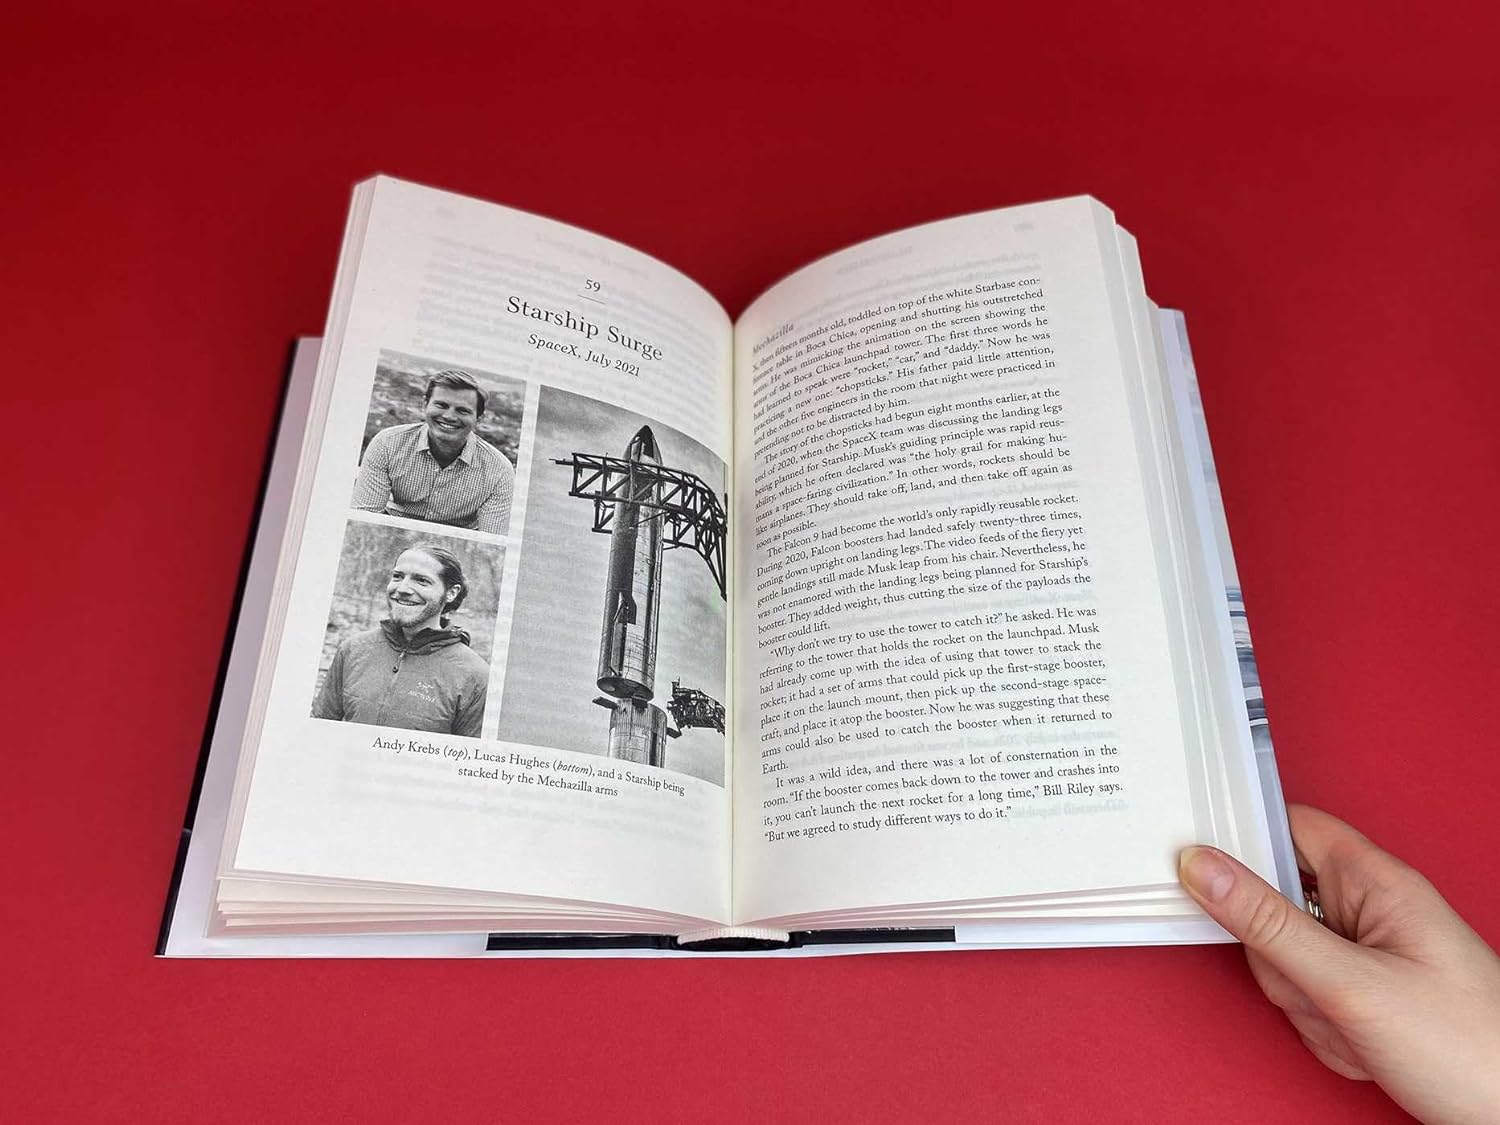 59
Starship Surge
SpaceX, July 2021
ARC'TERYX
Andy Krebs (top), Lucas Hughes (bottom), and a Starship being
stacked by the Mechazilla arms
Mechazilla
X, then fifteen months old, toddled on top of the white Starbase con-
ference table in Boca Chica, opening and shutting his outstretched
arms. He was mimicking the animation on the screen showing the
arms of the Boca Chica launchpad tower. The first three words he
had learned to speak were “rocket,” “car,” and “daddy.” Now he was
practicing a new one: “chopsticks.” His father paid little attention,
and the other five engineers in the room that night were practiced in
pretending not to be distracted by him.
The story of the chopsticks had begun eight months earlier, at the
end of 2020, when the SpaceX team was discussing the landing legs
being planned for Starship. Musk’s guiding principle was rapid reus-
ability, which he often declared was “the holy grail for making hu-
mans a space-faring civilization.” In other words, rockets should be
like airplanes. They should take off, land, and then take off again as
soon as possible.
The Falcon 9 had become the world’s only rapidly reusable rocket.
During 2020, Falcon boosters had landed safely twenty-three times,
coming down upright on landing legs. The video feeds of the fiery yet
gentle landings still made Musk leap from his chair. Nevertheless, he
was not enamored with the landing legs being planned for Starship’s
booster. They added weight, thus cutting the size of the payloads the
booster could lift.
“Why don’t we try to use the tower to catch it?” he asked. He was
referring to the tower that holds the rocket on the launchpad. Musk
had already come up with the idea of using that tower to stack the
rocket; it had a set of arms that could pick up the first-stage booster,
place it on the launch mount, then pick up the second-stage space-
craft, and place it atop the booster. Now he was suggesting that these
arms could also be used to catch the booster when it returned to
Earth.
It was a wild idea, and there was a lot of consternation in the
room. “If the booster comes back down to the tower and crashes into
it, you can’t launch the next rocket for a long time,” Bill Riley says.
“But we agreed to study different ways to do it.”